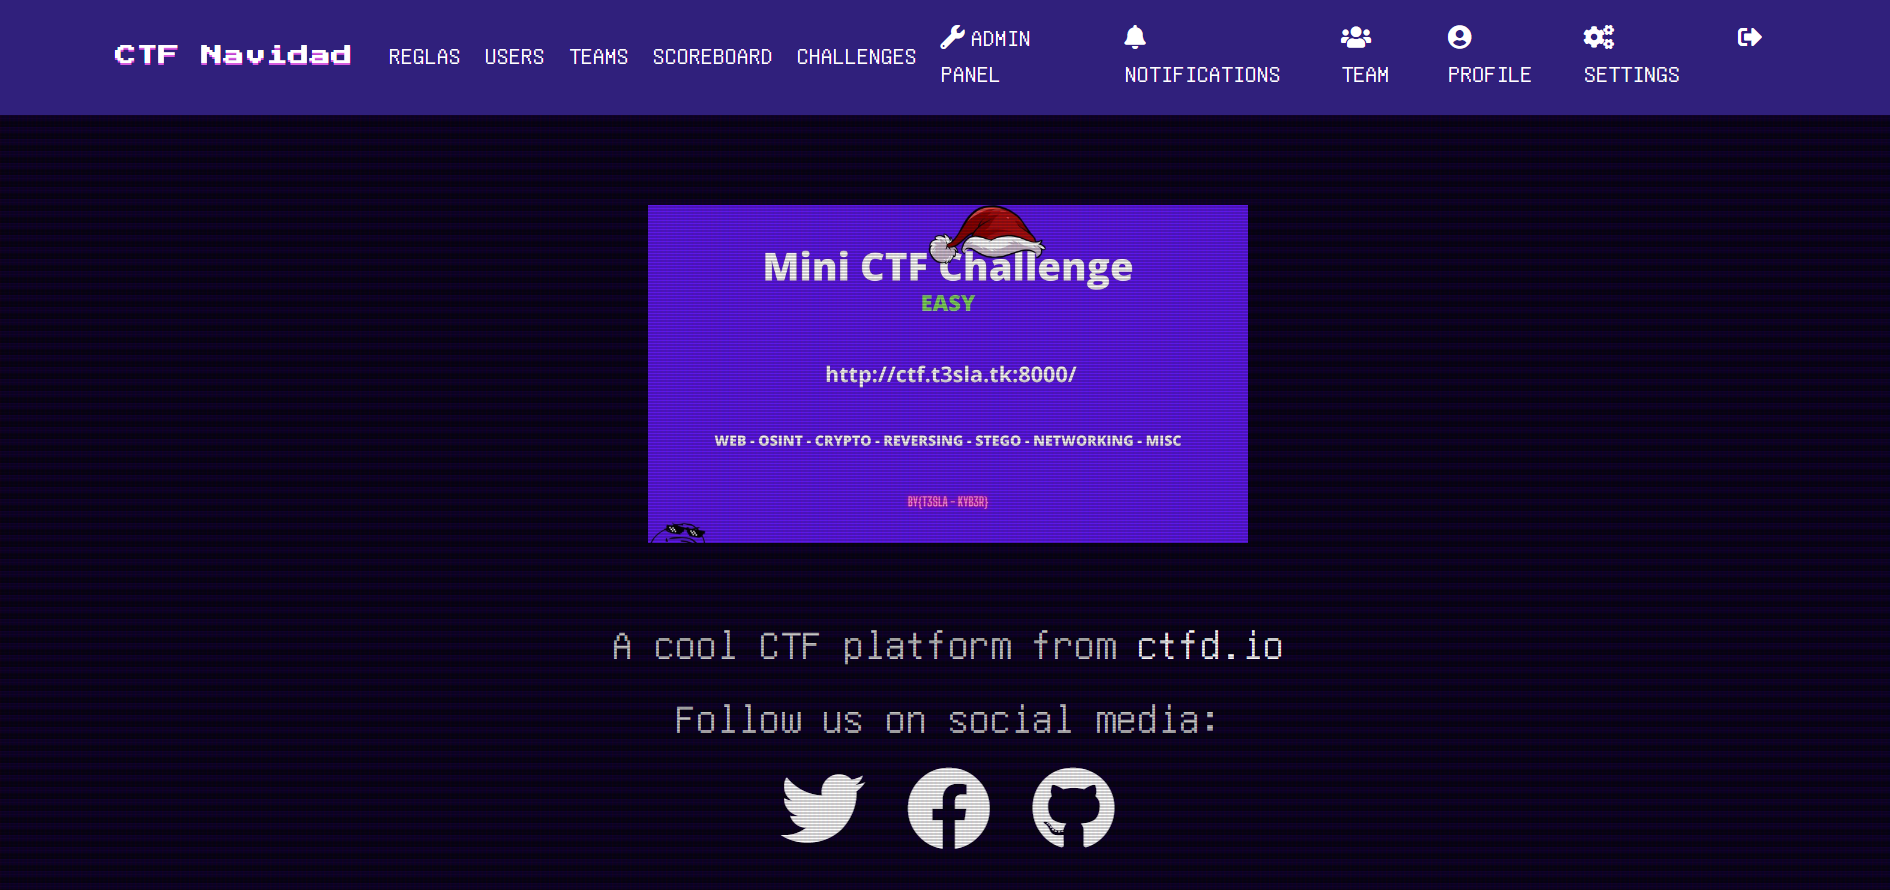 CTF Navidad REGLAS USERS TEAMS SCOREBOARD CHALLENGES ADMIN PANEL NOTIFICATIONS TEAM PROFILE SETTINGS
Mini CTF Challenge
EASY
http://ctf.t3sla.tk:8000/
WEB - OSINT - CRYPTO - REVERSING - STEGO - NETWORKING - MISC
BY{T3SLA - KYB3R}
A cool CTF platform from ctfd.io
Follow us on social media: